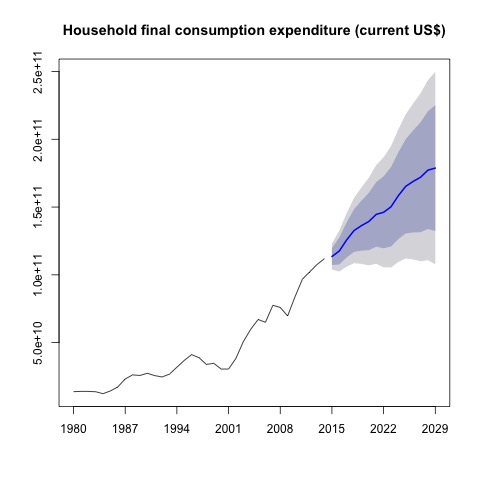 Household final consumption expenditure (current US$)
2.5e+11
2.0e+11
1.5e+11
1.0e+11
5.0e+10
1980 1987 1994 2001 2008 2015 2022 2029